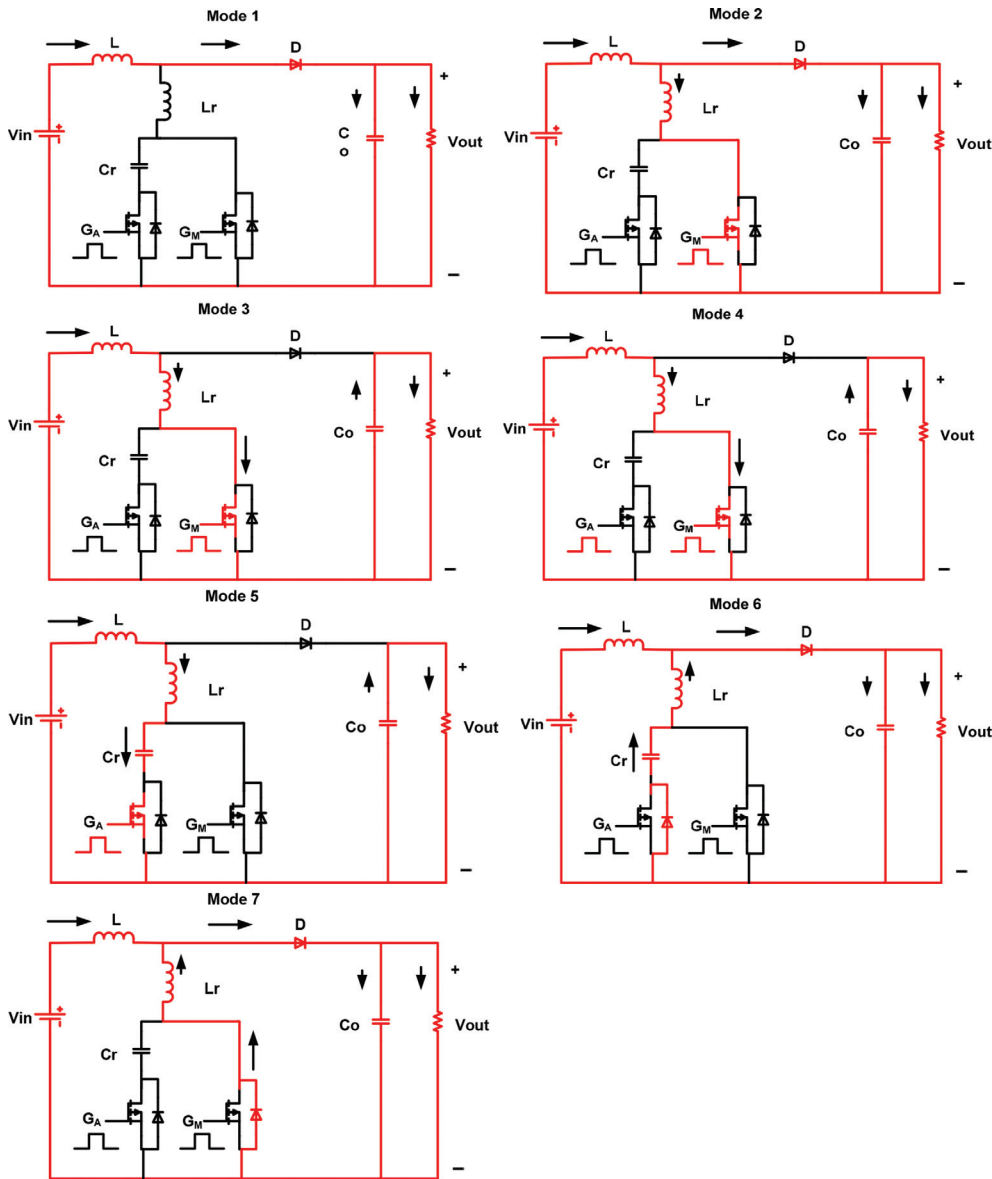 Mode 1
L
D
+
Lr
C
o
Vin
+
Vout
Cr
GA
GM
−
Mode 2
L
D
+
Lr
Vin
+
Co
Vout
Cr
GA
GM
−
Mode 3
L
D
+
Lr
Vin
+
Co
Vout
Cr
GA
GM
−
Mode 4
L
D
+
Lr
Vin
+
Co
Vout
Cr
GA
GM
−
Mode 5
L
D
+
Lr
Vin
+
Co
Vout
Cr
GA
GM
−
Mode 6
L
D
+
Lr
Vin
+
Co
Vout
Cr
GA
GM
−
Mode 7
L
D
+
Lr
Vin
+
Co
Vout
Cr
GA
GM
−